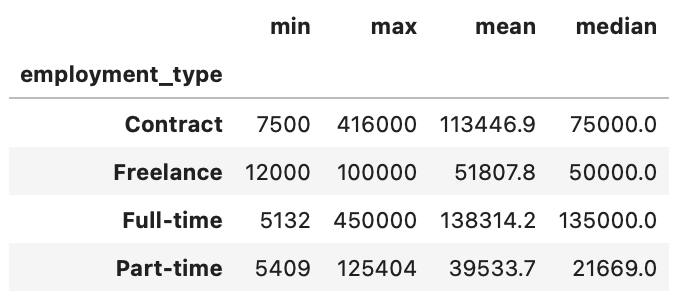 min max mean median
employment_type
Contract 7500 416000 113446.9 75000.0
Freelance 12000 100000 51807.8 50000.0
Full-time 5132 450000 138314.2 135000.0
Part-time 5409 125404 39533.7 21669.0